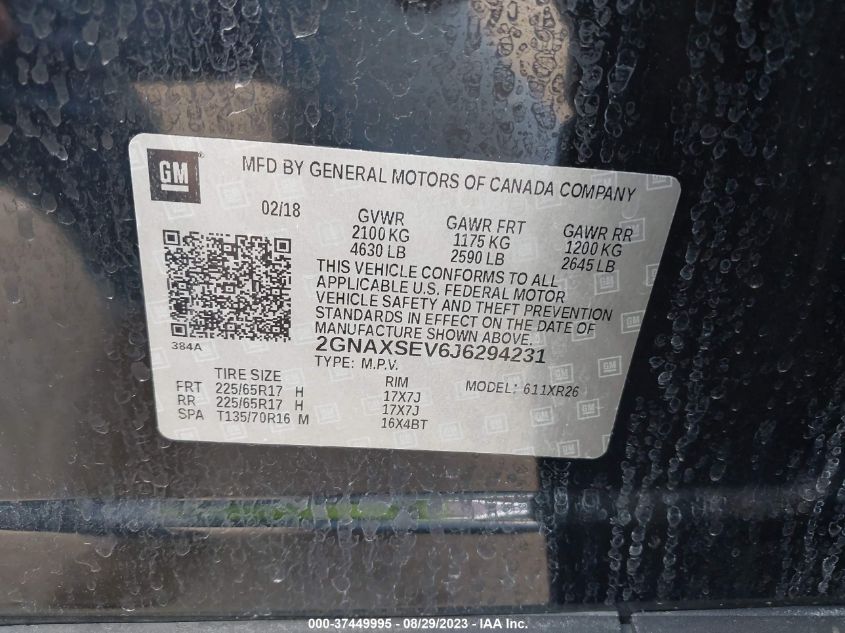 GM
MFD BY GENERAL MOTORS OF CANADA COMPANY
02/18
GVWR
2100 KG
4630 LB
GAWR FRT
1175 KG
2590 LB
GAWR RR
1200 KG
2645 LB
THIS VEHICLE CONFORMS TO ALL
APPLICABLE U.S. FEDERAL MOTOR
VEHICLE SAFETY AND THEFT PREVENTION
STANDARDS IN EFFECT ON THE DATE OF
MANUFACTURE SHOWN ABOVE.
384A
2GNAXSEV6J6294231
TYPE: M.P.V.
MODEL: 611XR26
TIRE SIZE RIM
FRT 225/65R17 H 17X7J
RR 225/65R17 H 17X7J
SPA T135/70R16 M 16X4BT
000-37449995 - 08/29/2023 - IAA Inc.